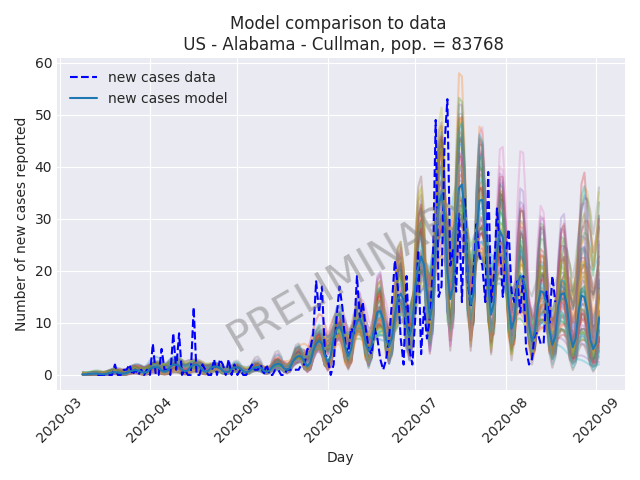 Model comparison to data
US - Alabama - Cullman, pop. = 83768
new cases data
new cases model
PRELIMINARY
Number of new cases reported
60
50
40
30
20
10
0
2020-03
2020-04
2020-05
2020-06
2020-07
2020-08
2020-09
Day